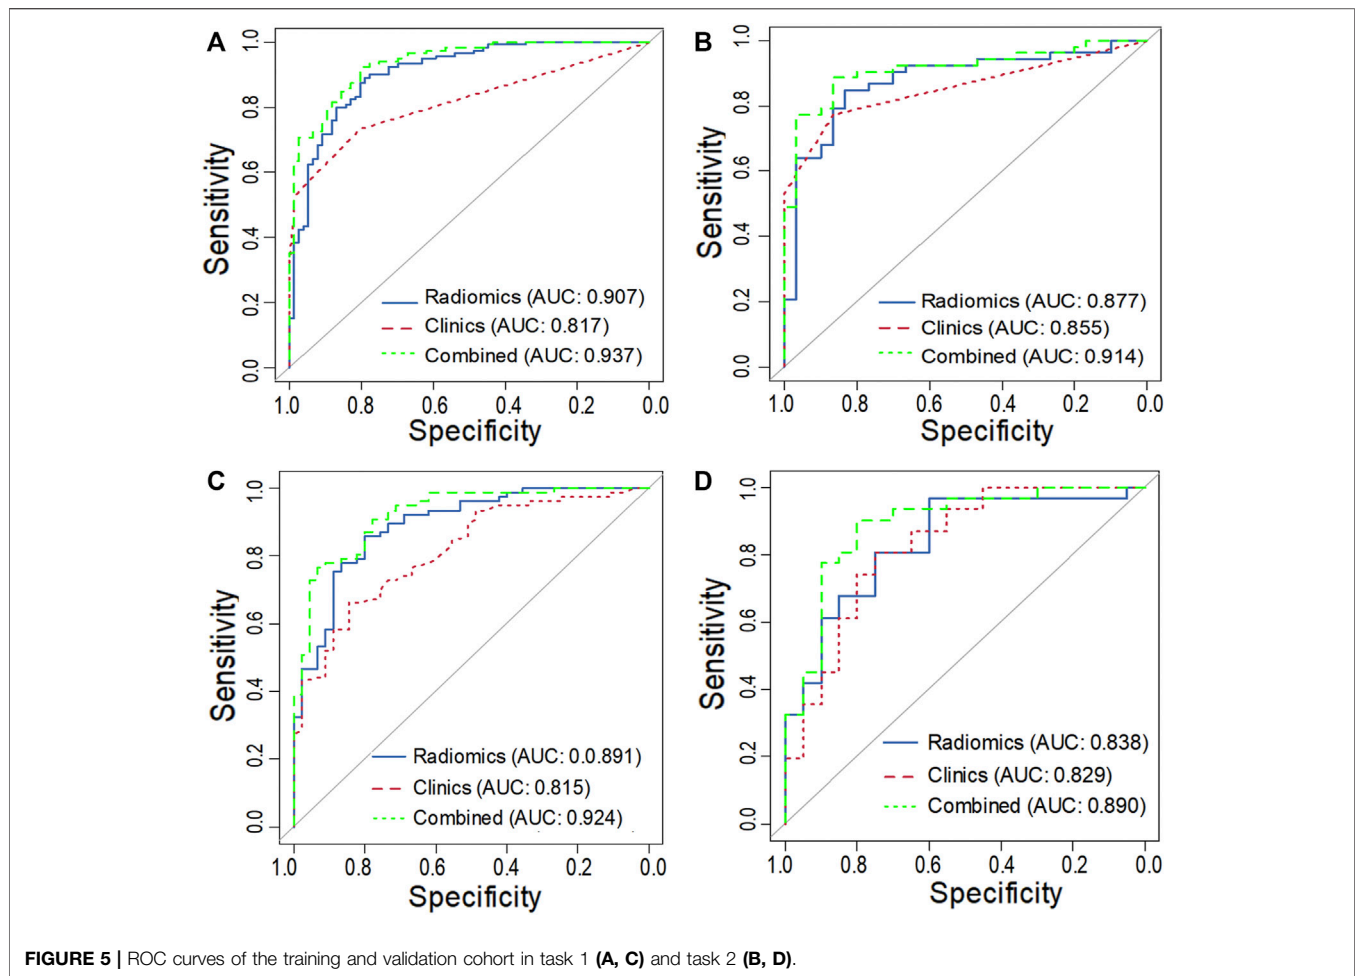 A
1.0
0.8
0.6
0.4
0.2
0.0
Sensitivity
Radiomics (AUC: 0.907)
Clinics (AUC: 0.817)
Combined (AUC: 0.937)
1.0 0.8 0.6 0.4 0.2 0.0
Specificity
B
1.0
0.8
0.6
0.4
0.2
0.0
Sensitivity
Radiomics (AUC: 0.877)
Clinics (AUC: 0.855)
Combined (AUC: 0.914)
1.0 0.8 0.6 0.4 0.2 0.0
Specificity
C
1.0
0.8
0.6
0.4
0.2
0.0
Sensitivity
Radiomics (AUC: 0.0.891)
Clinics (AUC: 0.815)
Combined (AUC: 0.924)
1.0 0.8 0.6 0.4 0.2 0.0
Specificity
D
1.0
0.8
0.6
0.4
0.2
0.0
Sensitivity
Radiomics (AUC: 0.838)
Clinics (AUC: 0.829)
Combined (AUC: 0.890)
1.0 0.8 0.6 0.4 0.2 0.0
Specificity
FIGURE 5 | ROC curves of the training and validation cohort in task 1 (A, C) and task 2 (B, D).